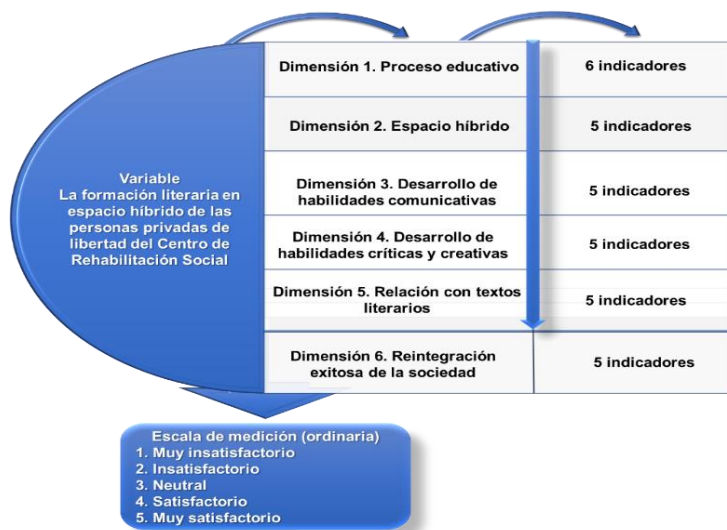 Variable
La formación literaria en
espacio híbrido de las
personas privadas de
libertad del Centro de
Rehabilitación Social
Dimensión 1. Proceso educativo
6 indicadores
Dimensión 2. Espacio híbrido
5 indicadores
Dimensión 3. Desarrollo de
habilidades comunicativas
5 indicadores
Dimensión 4. Desarrollo de
habilidades críticas y creativas
5 indicadores
Dimensión 5. Relación con textos
literarios
5 indicadores
Dimensión 6. Reintegración
exitosa de la sociedad
5 indicadores
Escala de medición (ordinaria)
1. Muy insatisfactorio
2. Insatisfactorio
3. Neutral
4. Satisfactorio
5. Muy satisfactorio